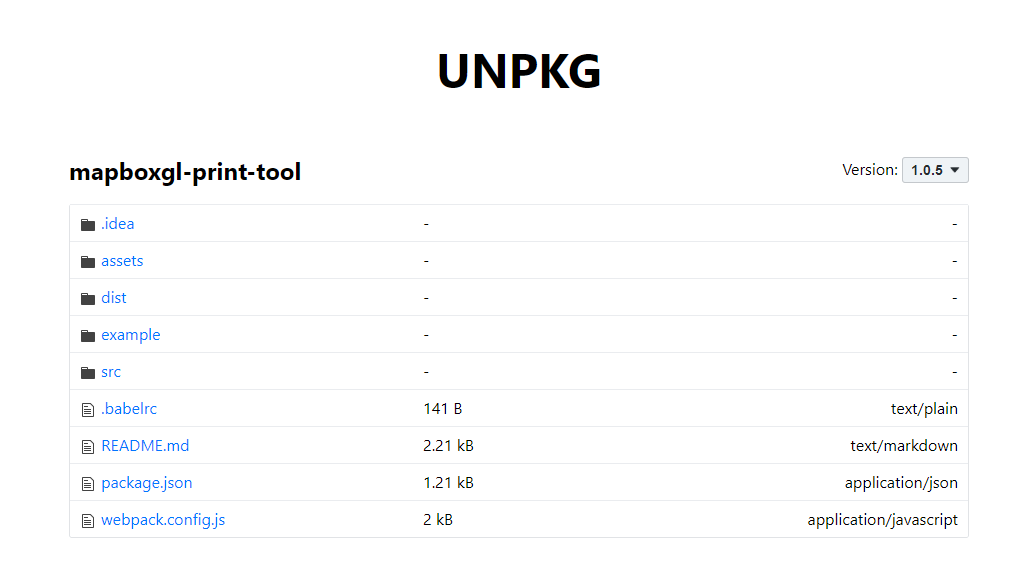 UNPKG
mapboxgl-print-tool Version: 1.0.5
.idea - -
assets - -
dist - -
example - -
src - -
.babelrc 141 B text/plain
README.md 2.21 kB text/markdown
package.json 1.21 kB application/json
webpack.config.js 2 kB application/javascript